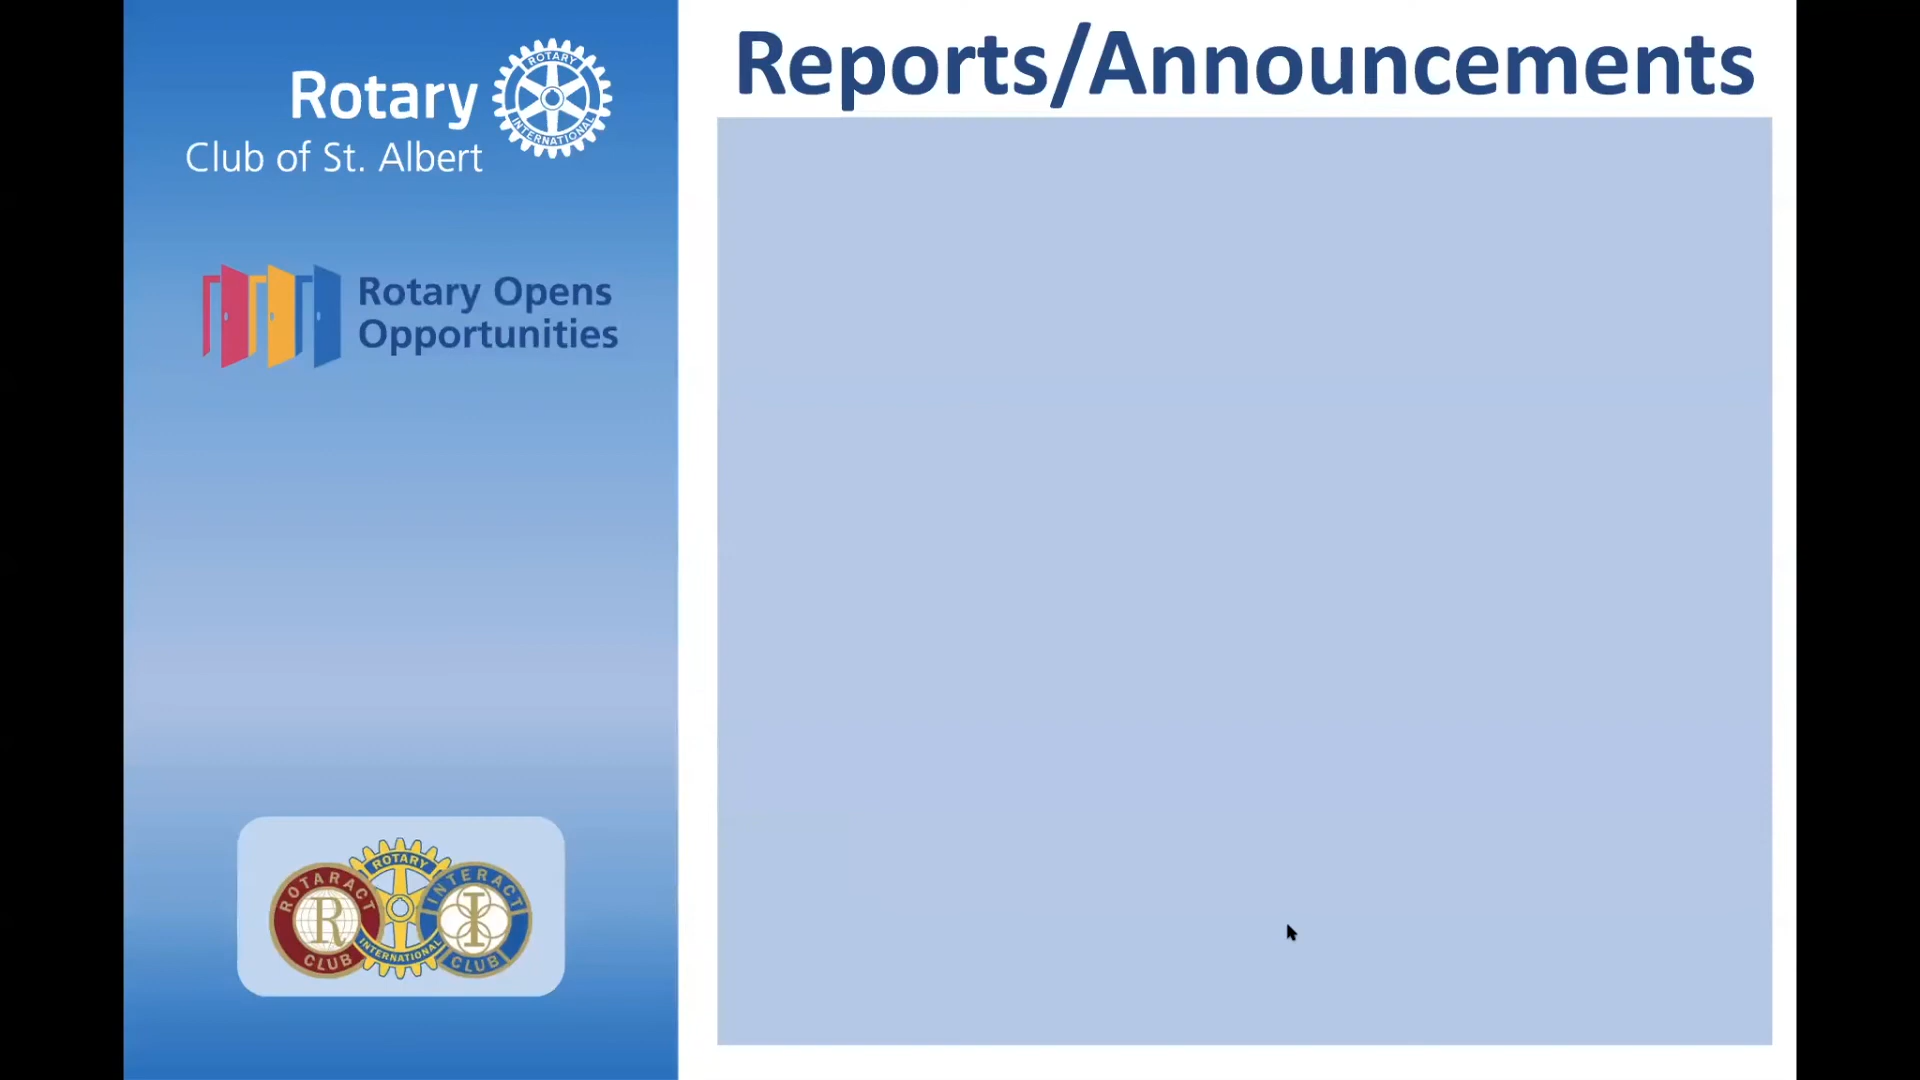 Rotary
ROTARY
INTERNATIONAL
Club of St. Albert
Rotary Opens
Opportunities
ROTARACT
R
CLUB
ROTARY
INTERNATIONAL
INTERACT
I
CLUB
Reports/Announcements